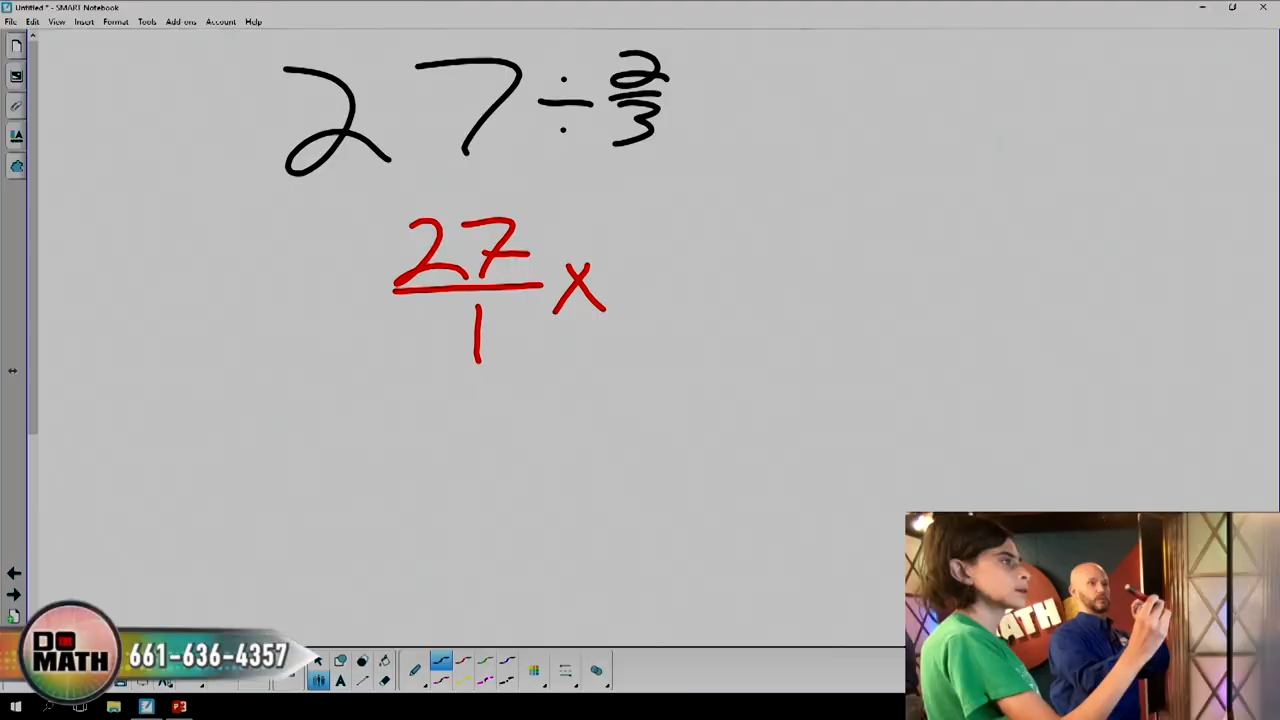 Untitled * - SMART Notebook
File Edit View Insert Format Tools Add-ons Account Help
27 ÷ 2/3
27/1 x
DO THE MATH
661-636-4357
MATH